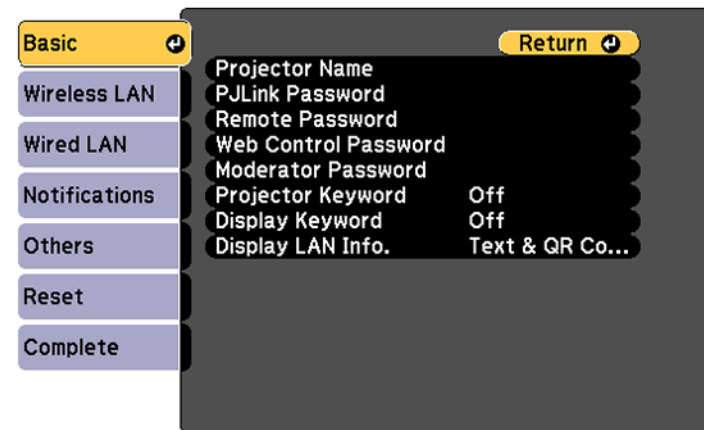 Basic
Wireless LAN
Wired LAN
Notifications
Others
Reset
Complete
Return
Projector Name
PJLink Password
Remote Password
Web Control Password
Moderator Password
Projector Keyword Off
Display Keyword Off
Display LAN Info. Text & QR Co...